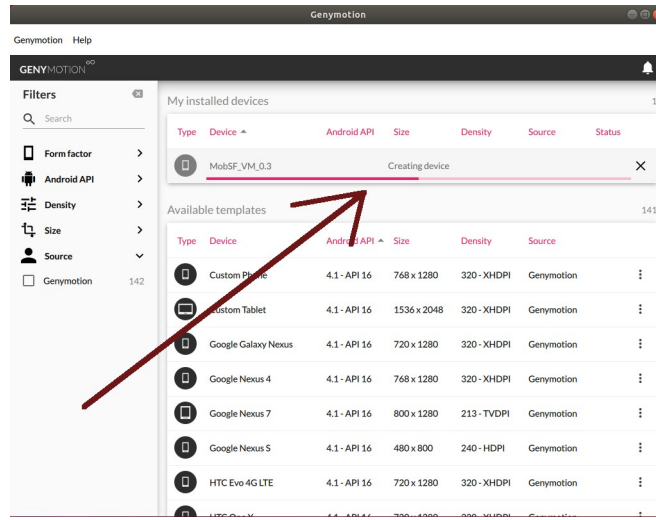 Genymotion
Genymotion Help
GENYMOTION
Filters
Search
Form factor
Android API
Density
Size
Source
Genymotion 142
My installed devices 1
Type Device Android API Size Density Source Status
MobSF_VM_0.3 Creating device
Available templates 141
Type Device Android API Size Density Source
Custom Phone 4.1 - API 16 768 x 1280 320 - XHDPI Genymotion
Custom Tablet 4.1 - API 16 1536 x 2048 320 - XHDPI Genymotion
Google Galaxy Nexus 4.1 - API 16 720 x 1280 320 - XHDPI Genymotion
Google Nexus 4 4.1 - API 16 768 x 1280 320 - XHDPI Genymotion
Google Nexus 7 4.1 - API 16 800 x 1280 213 - TVDPI Genymotion
Google Nexus S 4.1 - API 16 480 x 800 240 - HDPI Genymotion
HTC Evo 4G LTE 4.1 - API 16 720 x 1280 320 - XHDPI Genymotion